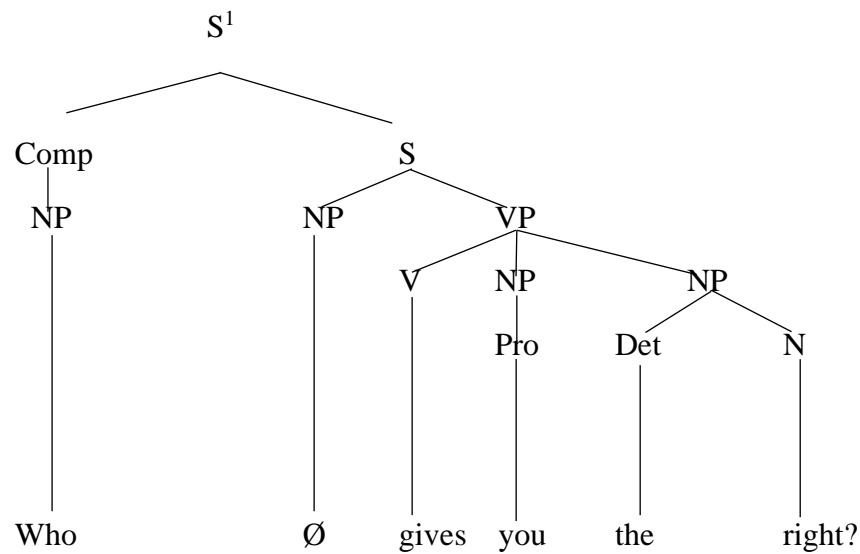 S¹
Comp S
NP NP VP
V NP NP
Pro Det N
Who Ø gives you the right?